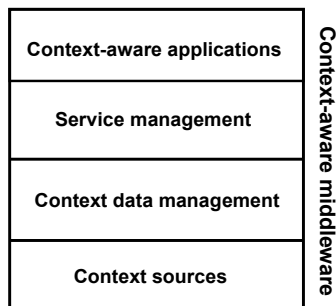 Context-aware applications
Service management
Context data management
Context sources
Context-aware middleware